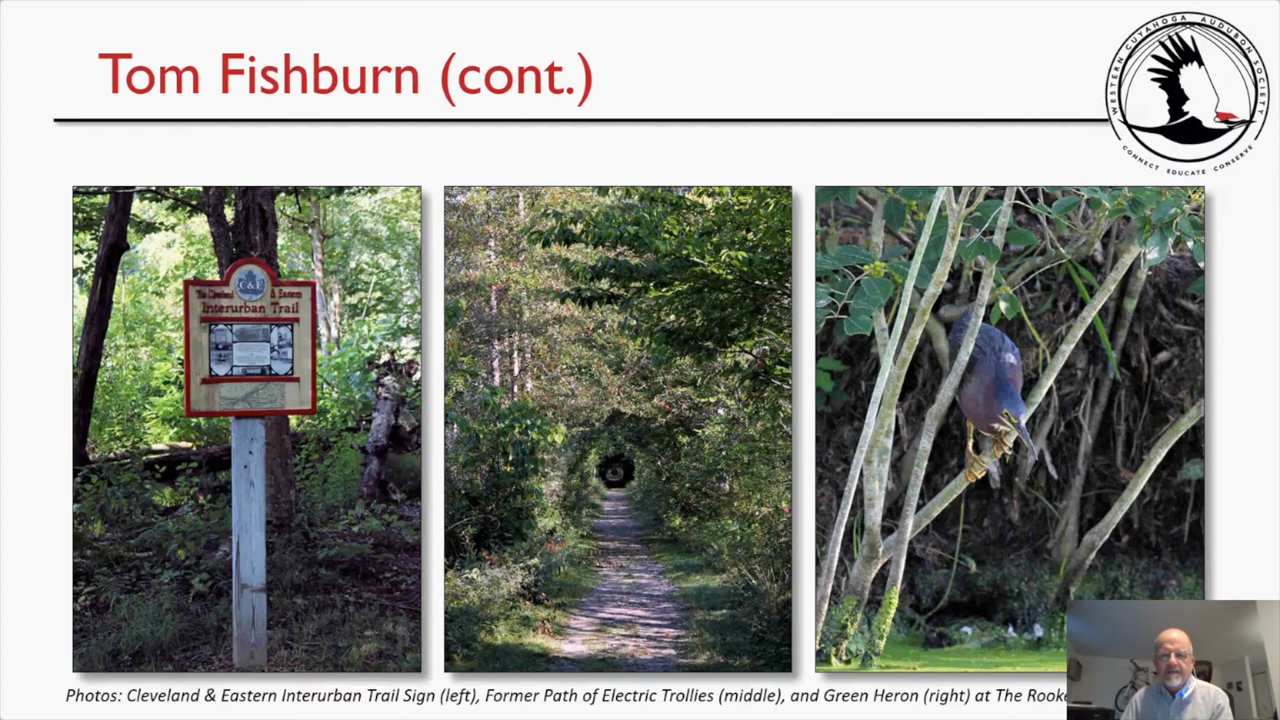 Tom Fishburn (cont.)
WESTERN CUYAHOGA AUDUBON SOCIETY
CONNECT EDUCATE CONSERVE
C&E
The Cleveland & Eastern
Interurban Trail
Photos: Cleveland & Eastern Interurban Trail Sign (left), Former Path of Electric Trollies (middle), and Green Heron (right) at The